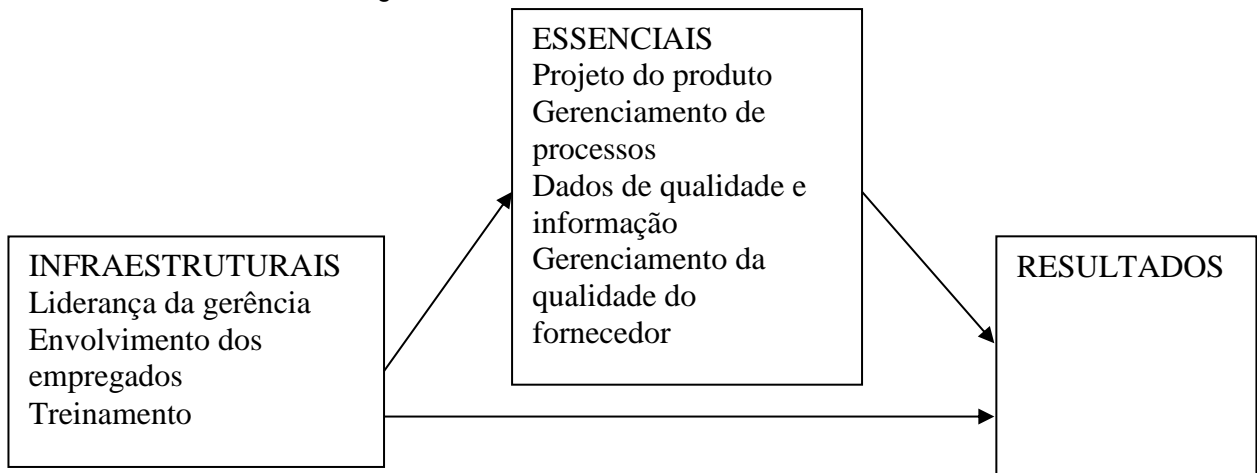 ESSENCIAIS
Projeto do produto
Gerenciamento de
processos
Dados de qualidade e
informação
Gerenciamento da
qualidade do
fornecedor
INFRAESTRUTURAIS
Liderança da gerência
Envolvimento dos
empregados
Treinamento
RESULTADOS